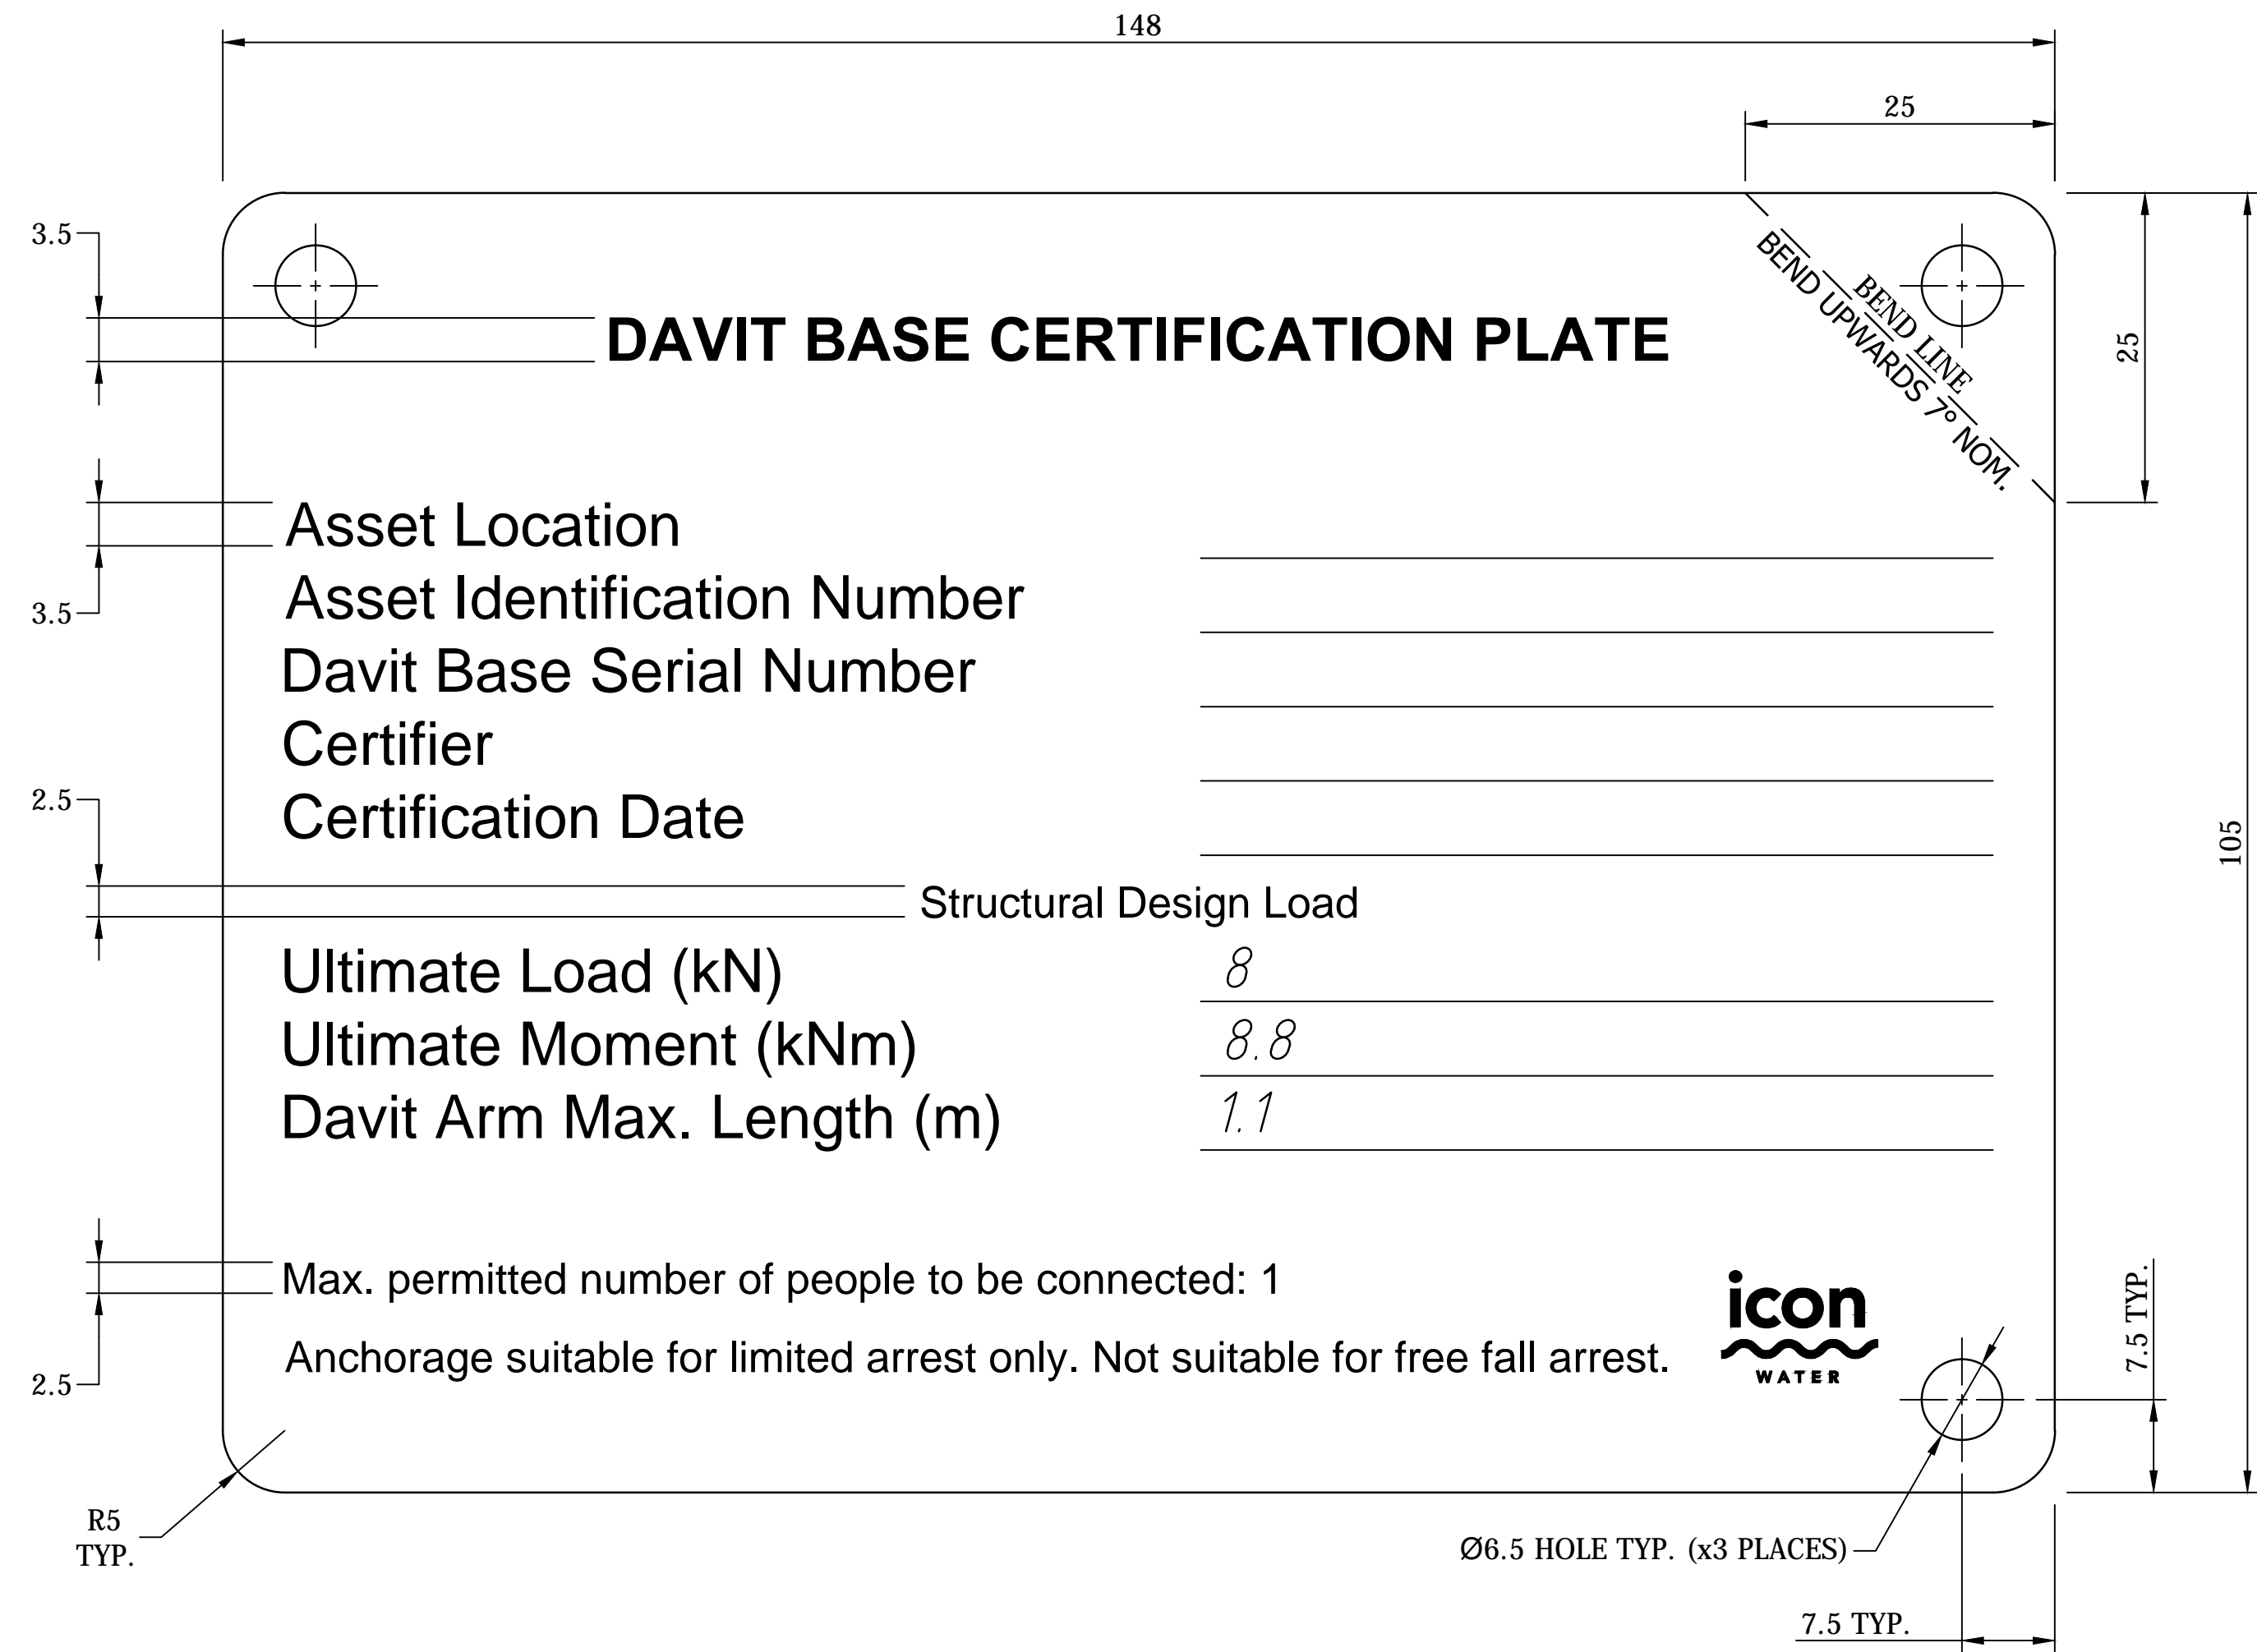 148
25
3.5
DAVIT BASE CERTIFICATION PLATE
BEND LINE
BEND UPWARDS 7° NOM.
25
Asset Location
3.5
Asset Identification Number
Davit Base Serial Number
Certifier
2.5
Certification Date
105
Structural Design Load
Ultimate Load (kN) 8
Ultimate Moment (kNm) 8.8
Davit Arm Max. Length (m) 1.1
Max. permitted number of people to be connected: 1
Anchorage suitable for limited arrest only. Not suitable for free fall arrest.
2.5
icon
WATER
7.5 TYP.
R5
TYP.
Ø6.5 HOLE TYP. (x3 PLACES)
7.5 TYP.